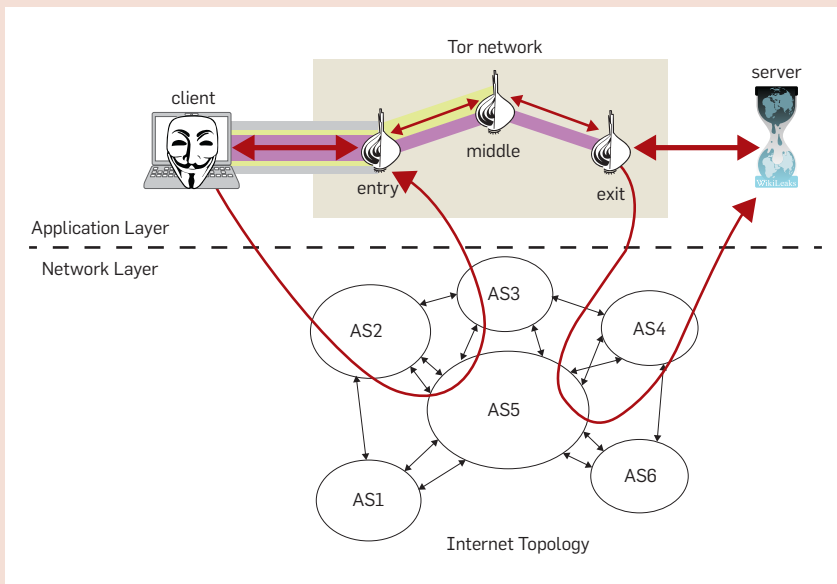 Tor network
client
server
middle
entry
exit
WikiLeaks
Application Layer
Network Layer
AS3
AS2
AS4
AS5
AS6
AS1
Internet Topology